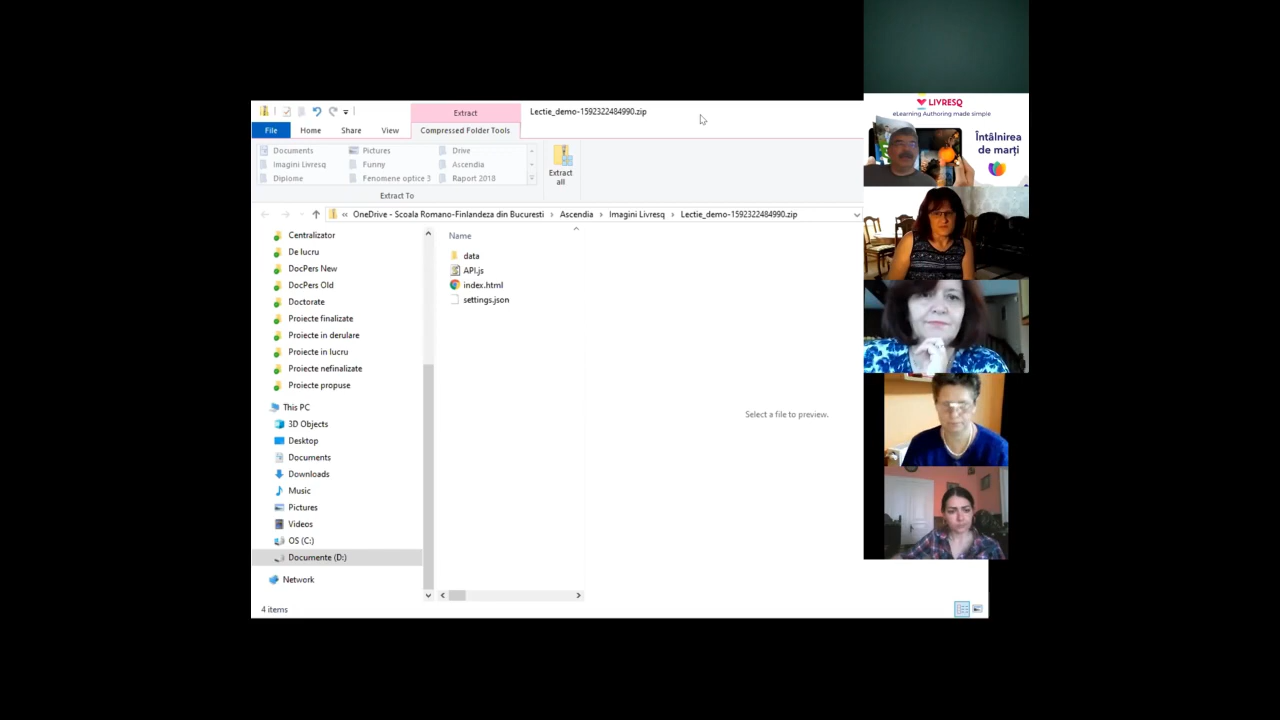 Extract
Lectie_demo-1592322484990.zip
File
Home
Share
View
Compressed Folder Tools
Documents
Pictures
Drive
Imagini Livresq
Funny
Ascendia
Diplome
Fenomene optice 3
Raport 2018
Extract
all
Extract To
« OneDrive - Scoala Romano-Finlandeza din Bucuresti > Ascendia > Imagini Livresq > Lectie_demo-1592322484990.zip
Centralizator
De lucru
DocPers New
DocPers Old
Doctorate
Proiecte finalizate
Proiecte in derulare
Proiecte in lucru
Proiecte nefinalizate
Proiecte propuse
This PC
3D Objects
Desktop
Documents
Downloads
Music
Pictures
Videos
OS (C:)
Documente (D:)
Network
4 items
Name
data
API.js
index.html
settings.json
Select a file to preview.
LIVRESQ
eLearning Authoring made simple
Întâlnirea
de marți